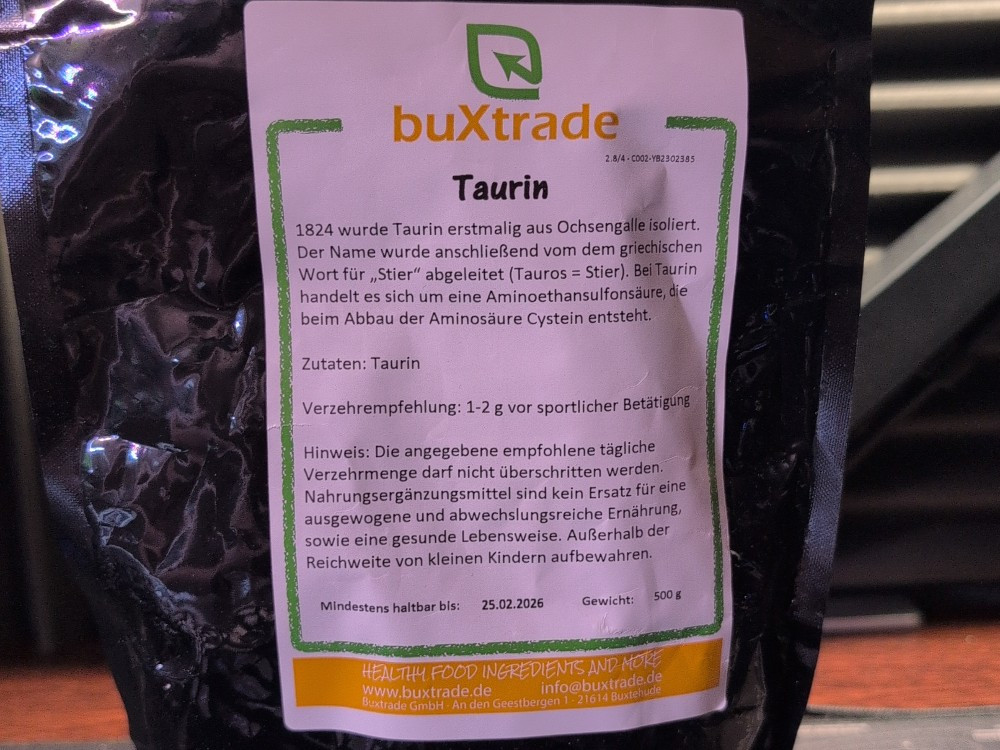 buXtrade
2.8/4 - C002-YB2302385
Taurin
1824 wurde Taurin erstmalig aus Ochsengalle isoliert.
Der Name wurde anschließend vom dem griechischen
Wort für „Stier“ abgeleitet (Tauros = Stier). Bei Taurin
handelt es sich um eine Aminoethansulfonsäure, die
beim Abbau der Aminosäure Cystein entsteht.
Zutaten: Taurin
Verzehrempfehlung: 1-2 g vor sportlicher Betätigung
Hinweis: Die angegebene empfohlene tägliche
Verzehrmenge darf nicht überschritten werden.
Nahrungsergänzungsmittel sind kein Ersatz für eine
ausgewogene und abwechslungsreiche Ernährung,
sowie eine gesunde Lebensweise. Außerhalb der
Reichweite von kleinen Kindern aufbewahren.
Mindestens haltbar bis: 25.02.2026 Gewicht: 500 g
HEALTHY FOOD INGREDIENTS AND MORE
www.buxtrade.de info@buxtrade.de
Buxtrade GmbH · An den Geestbergen 1 · 21614 Buxtehude